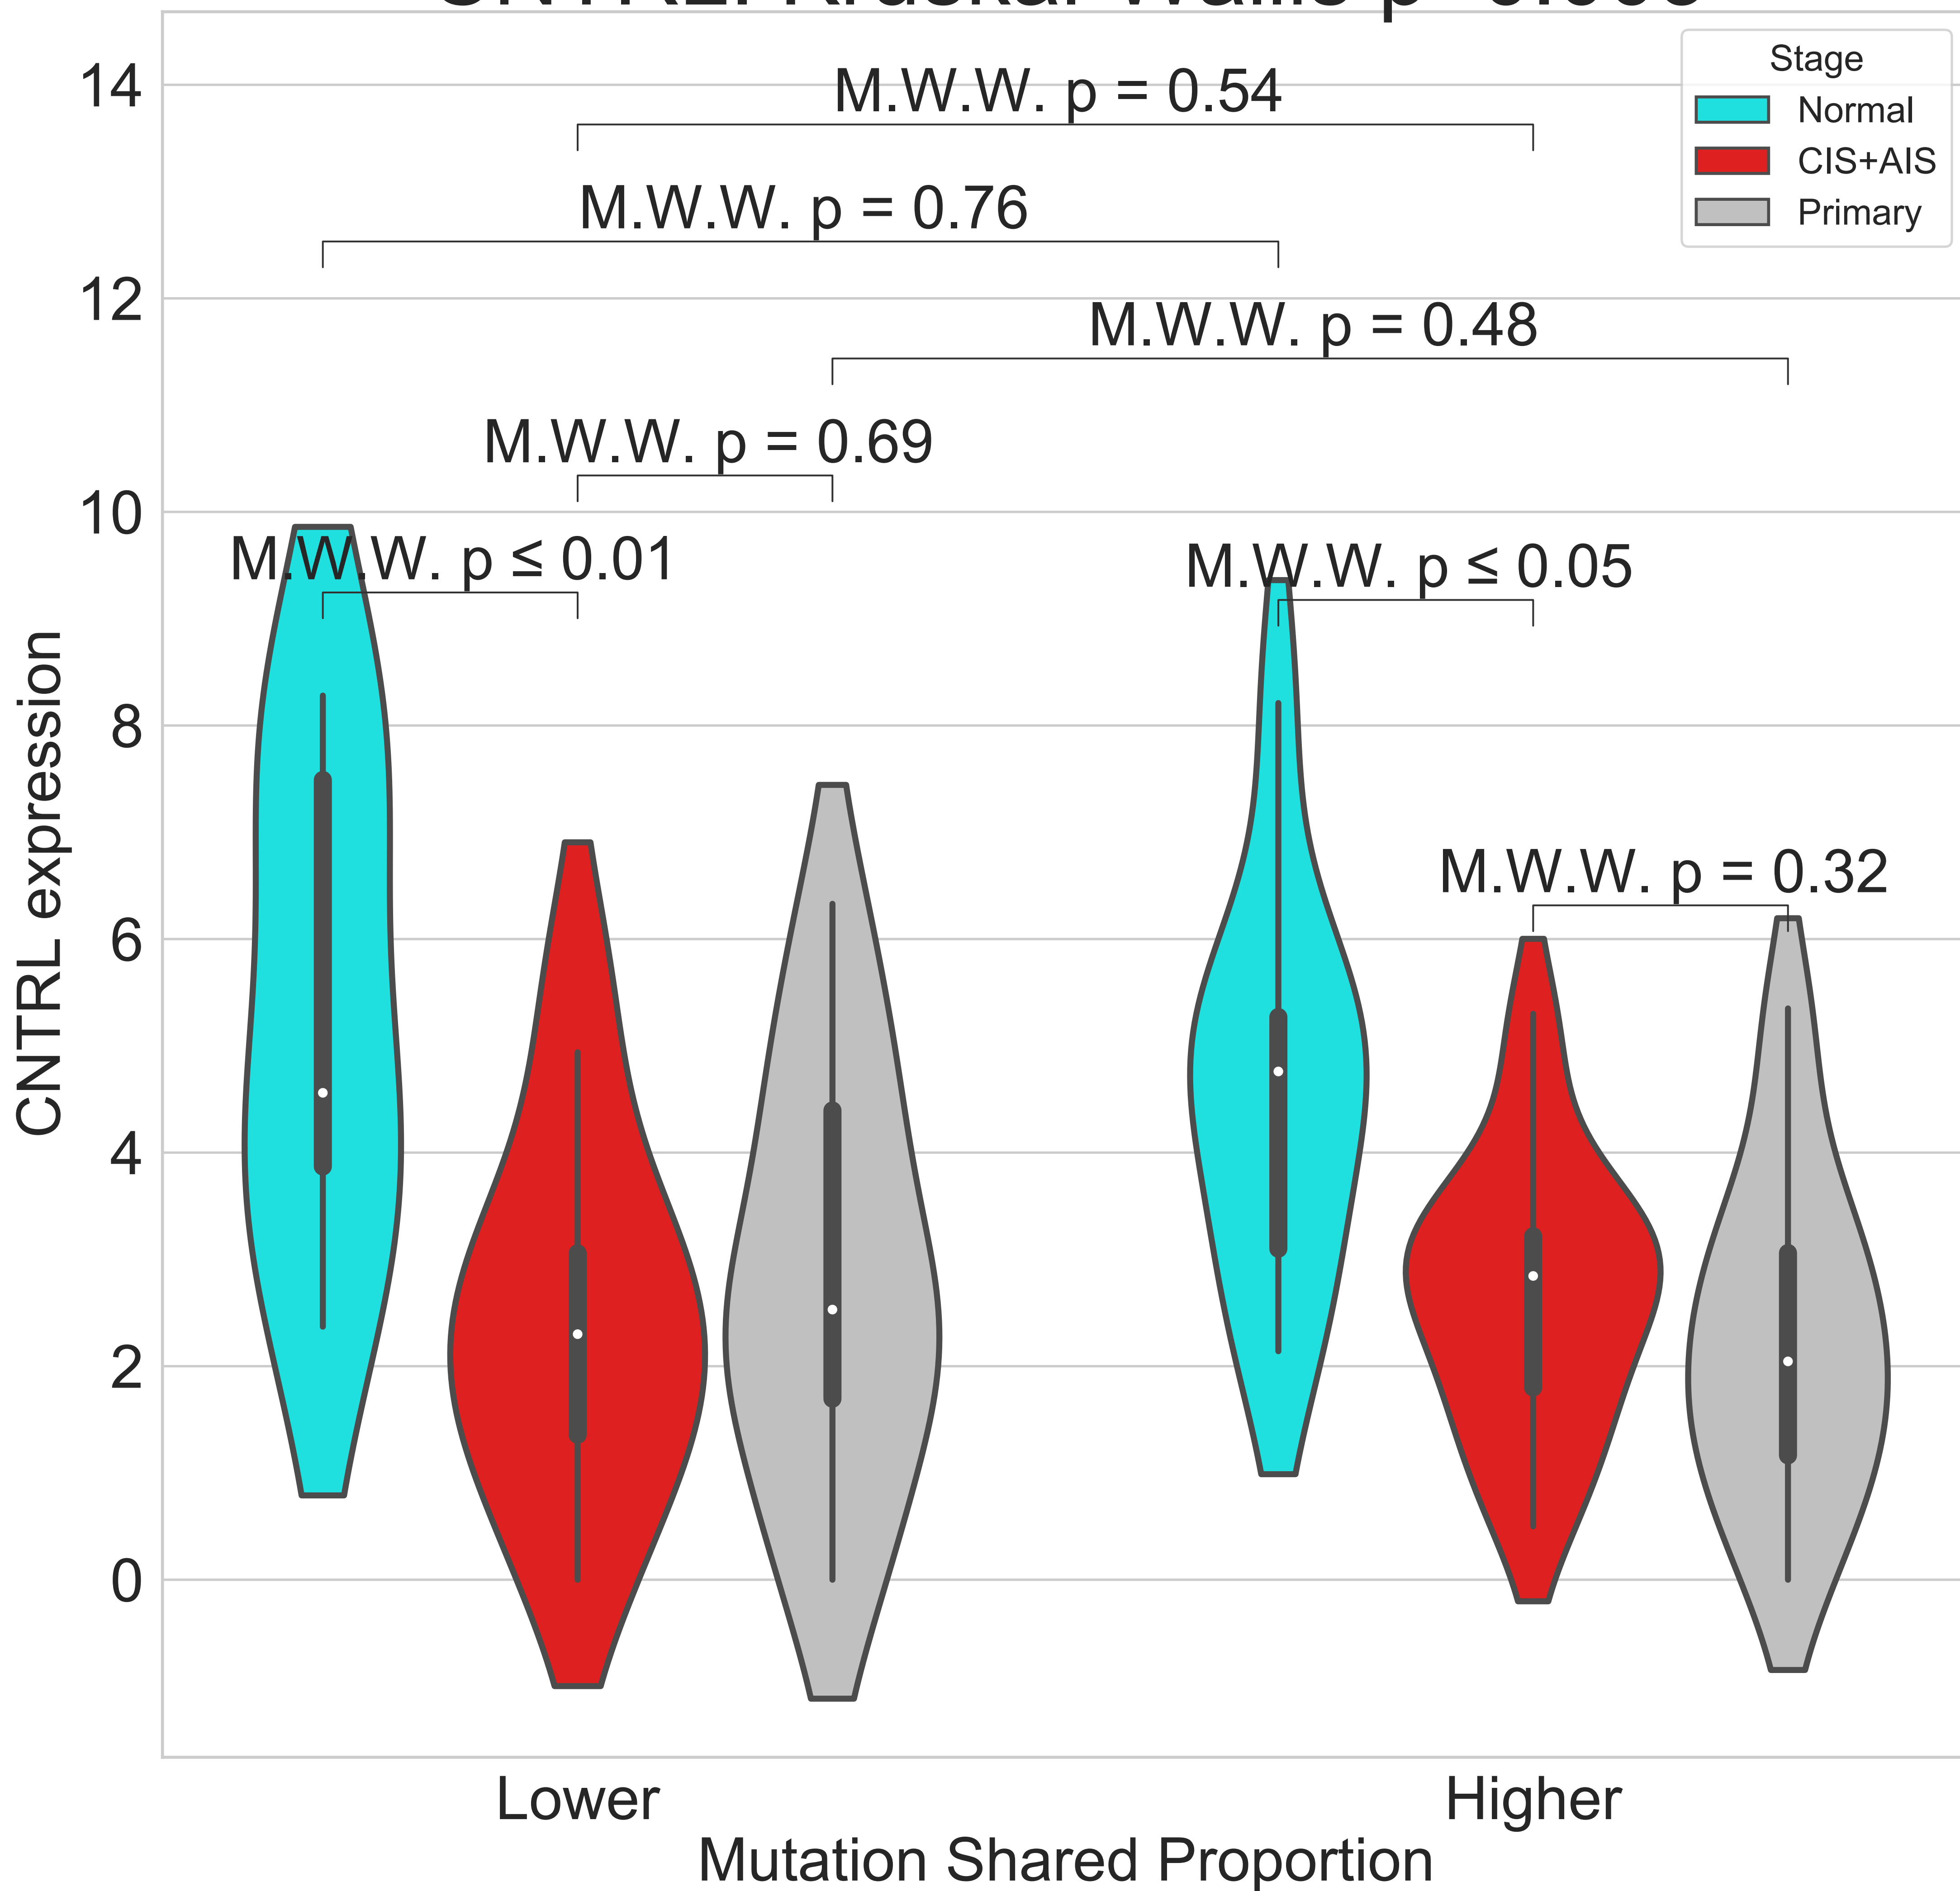 Stage
Normal
CIS+AIS
Primary
M.W.W. p = 0.54
M.W.W. p = 0.76
M.W.W. p = 0.48
M.W.W. p = 0.69
M.W.W. p ≤ 0.01
M.W.W. p ≤ 0.05
M.W.W. p = 0.32
14
12
10
8
6
4
2
0
CNTRL expression
Lower
Higher
Mutation Shared Proportion